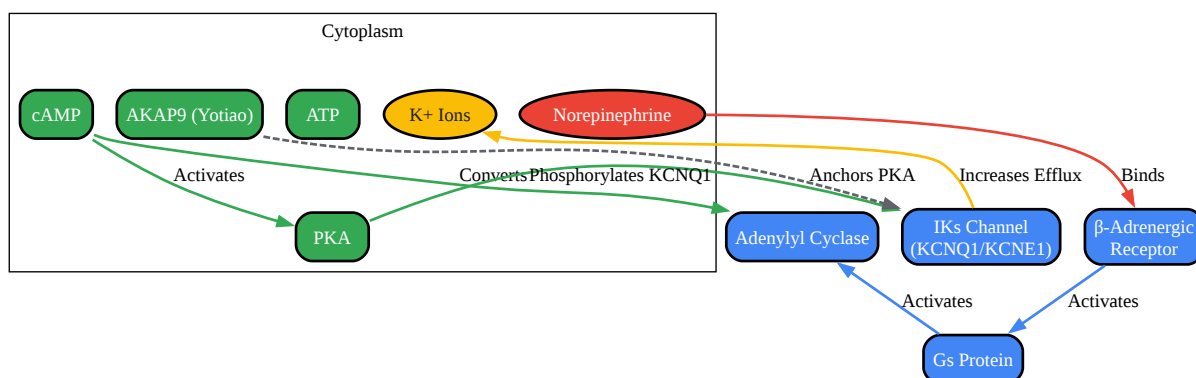 Cytoplasm
cAMP
AKAP9 (Yotiao)
ATP
K+ Ions
Norepinephrine
Activates
Converts
Phosphorylates KCNQ1
Anchors PKA
Increases Efflux
Binds
PKA
Adenylyl Cyclase
IKs Channel
(KCNQ1/KCNE1)
β-Adrenergic
Receptor
Activates
Activates
Gs Protein